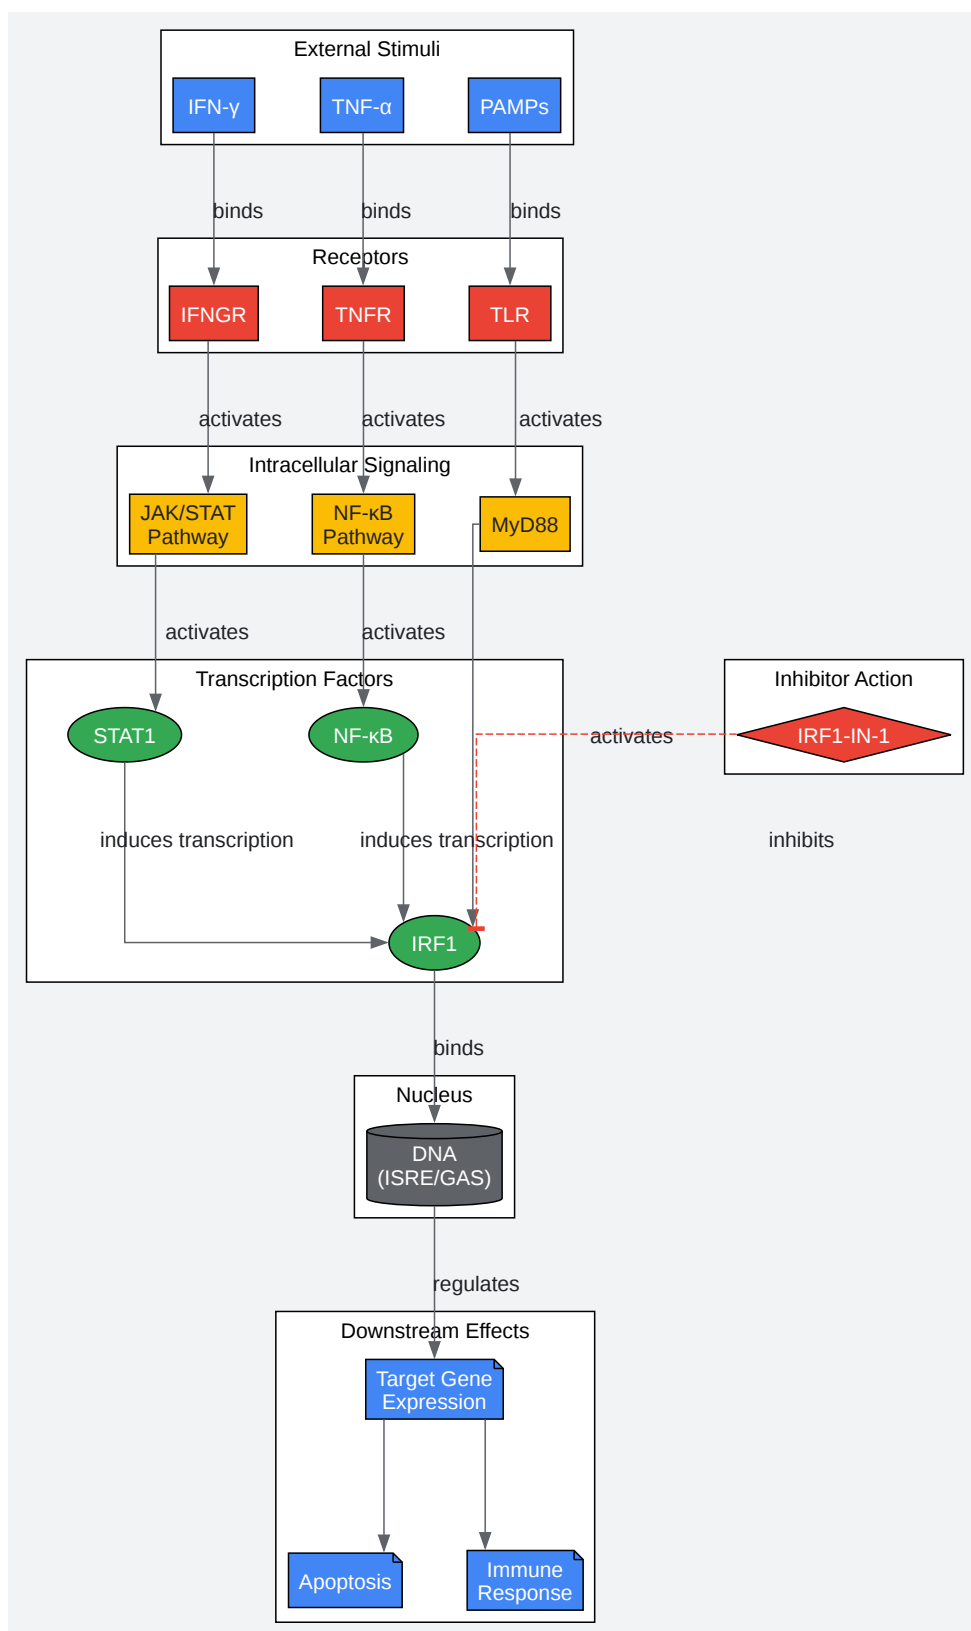 External Stimuli
IFN-γ
TNF-α
PAMPs
binds
binds
binds
Receptors
IFNGR
TNFR
TLR
activates
activates
activates
Intracellular Signaling
JAK/STAT
Pathway
NF-κB
Pathway
MyD88
activates
activates
Transcription Factors
Inhibitor Action
STAT1
NF-κB
activates
IRF1-IN-1
induces transcription
induces transcription
inhibits
IRF1
binds
Nucleus
DNA
(ISRE/GAS)
regulates
Downstream Effects
Target Gene
Expression
Apoptosis
Immune
Response